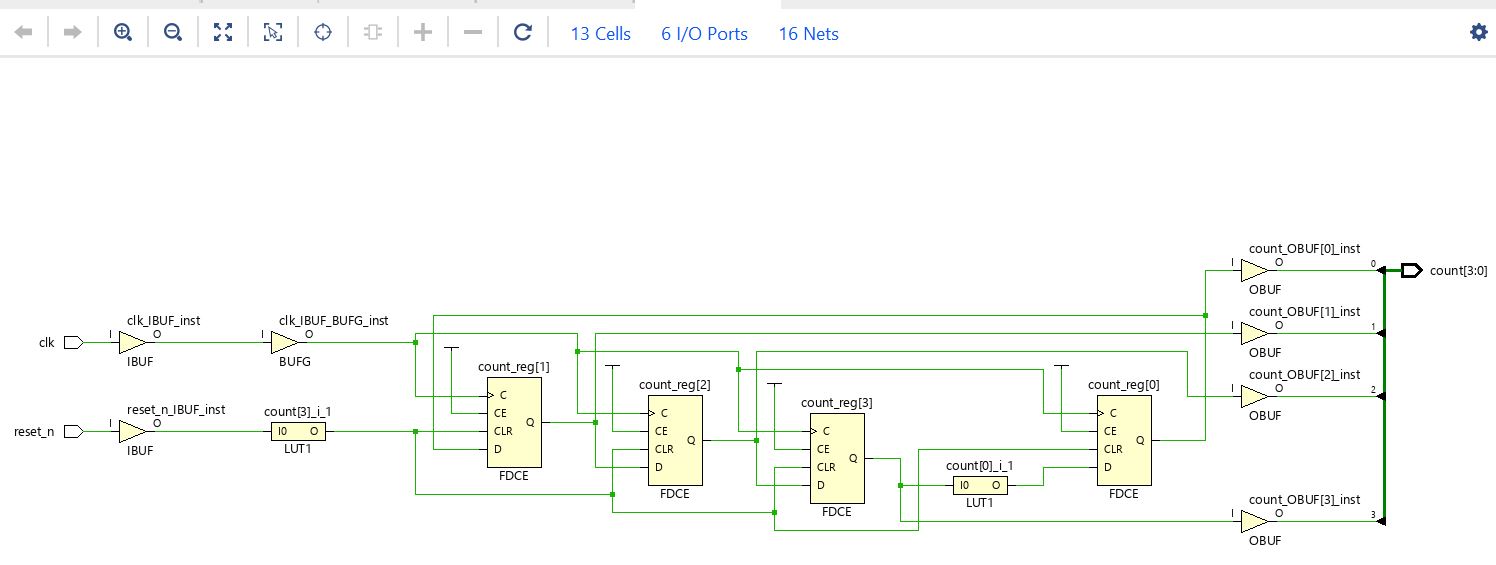 13 Cells 6 I/O Ports 16 Nets
count_OBUF[0]_inst
I O 0
OBUF
count[3:0]
count_OBUF[1]_inst
I O 1
OBUF
clk_IBUF_inst
clk_IBUF_BUFG_inst
clk
I O
IBUF
I O
BUFG
count_reg[1]
C
CE
CLR
D
Q
FDCE
count_reg[2]
C
CE
CLR
D
Q
FDCE
count_reg[3]
C
CE
CLR
D
Q
FDCE
count_reg[0]
C
CE
CLR
D
Q
FDCE
count_OBUF[2]_inst
I O 2
OBUF
reset_n_IBUF_inst
reset_n
I O
IBUF
count[3]_i_1
I0 O
LUT1
count[0]_i_1
I0 O
LUT1
count_OBUF[3]_inst
I O 3
OBUF